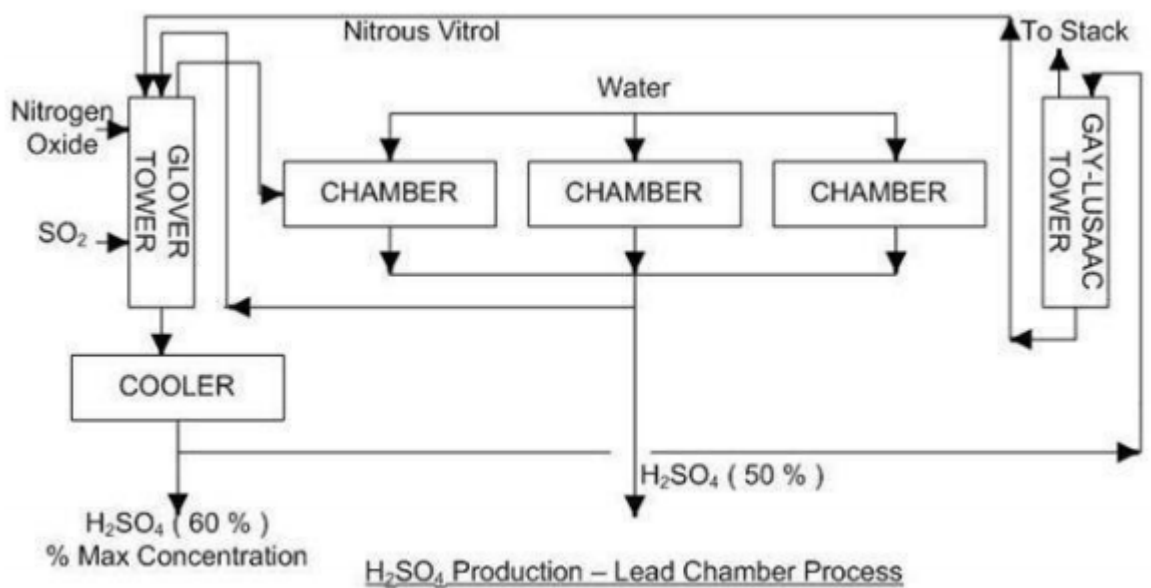 Nitrous Vitrol
To Stack
Water
Nitrogen
Oxide
GLOVER
TOWER
CHAMBER
CHAMBER
CHAMBER
GAY-LUSAAC
TOWER
SO₂
COOLER
H₂SO₄ ( 50 % )
H₂SO₄ ( 60 % )
% Max Concentration
H₂SO₄ Production – Lead Chamber Process